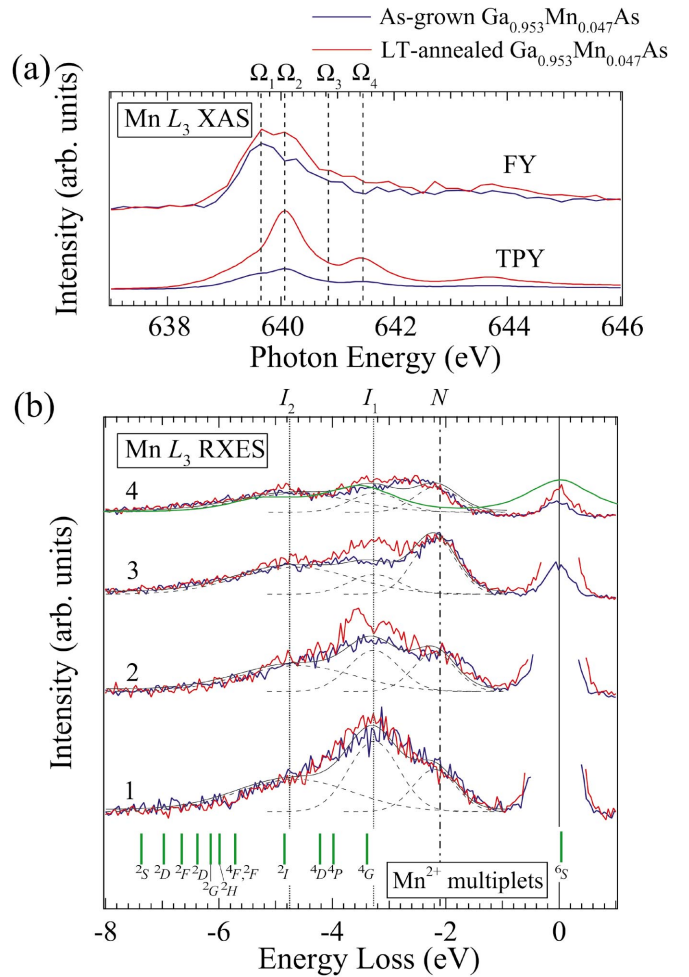 As-grown Ga0.953Mn0.047As
LT-annealed Ga0.953Mn0.047As
(a)
Ω1 Ω2 Ω3 Ω4
Mn L3 XAS
FY
TPY
Intensity (arb. units)
638 640 642 644 646
Photon Energy (eV)
(b)
I2 I1 N
Mn L3 RXES
4
3
2
1
Intensity (arb. units)
2S 2D 2F 2D 4F,2F 2I 4D 4P 4G 6S
2G 2H
Mn2+ multiplets
-8 -6 -4 -2 0
Energy Loss (eV)